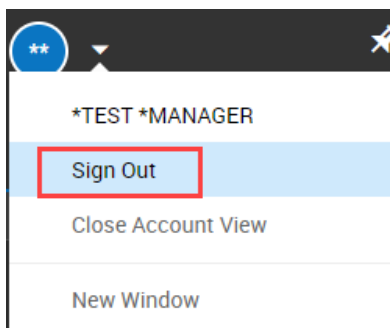 **
*TEST *MANAGER
Sign Out
Close Account View
New Window